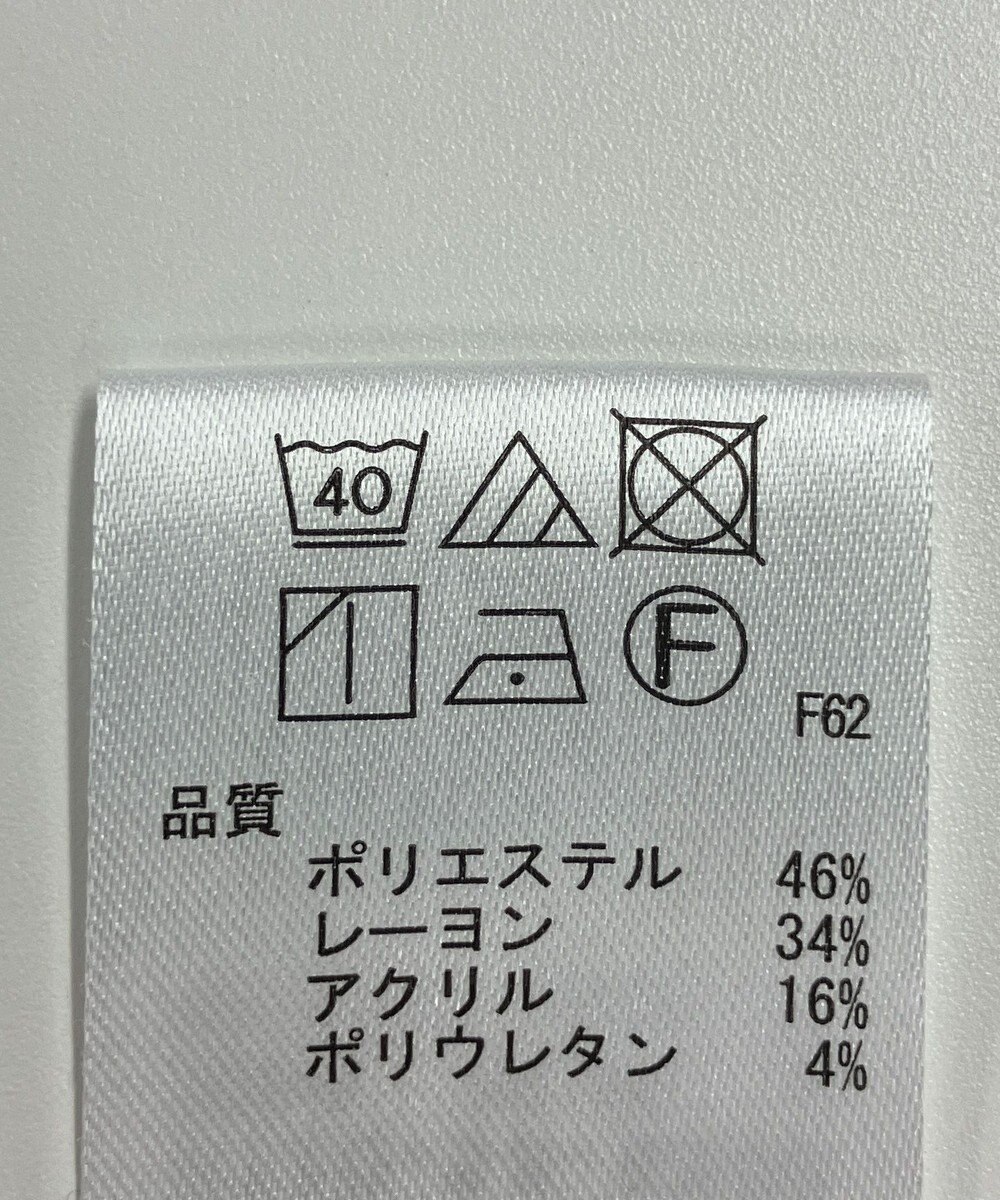 40
F
F62
品質
ポリエステル 46%
レーヨン 34%
アクリル 16%
ポリウレタン 4%